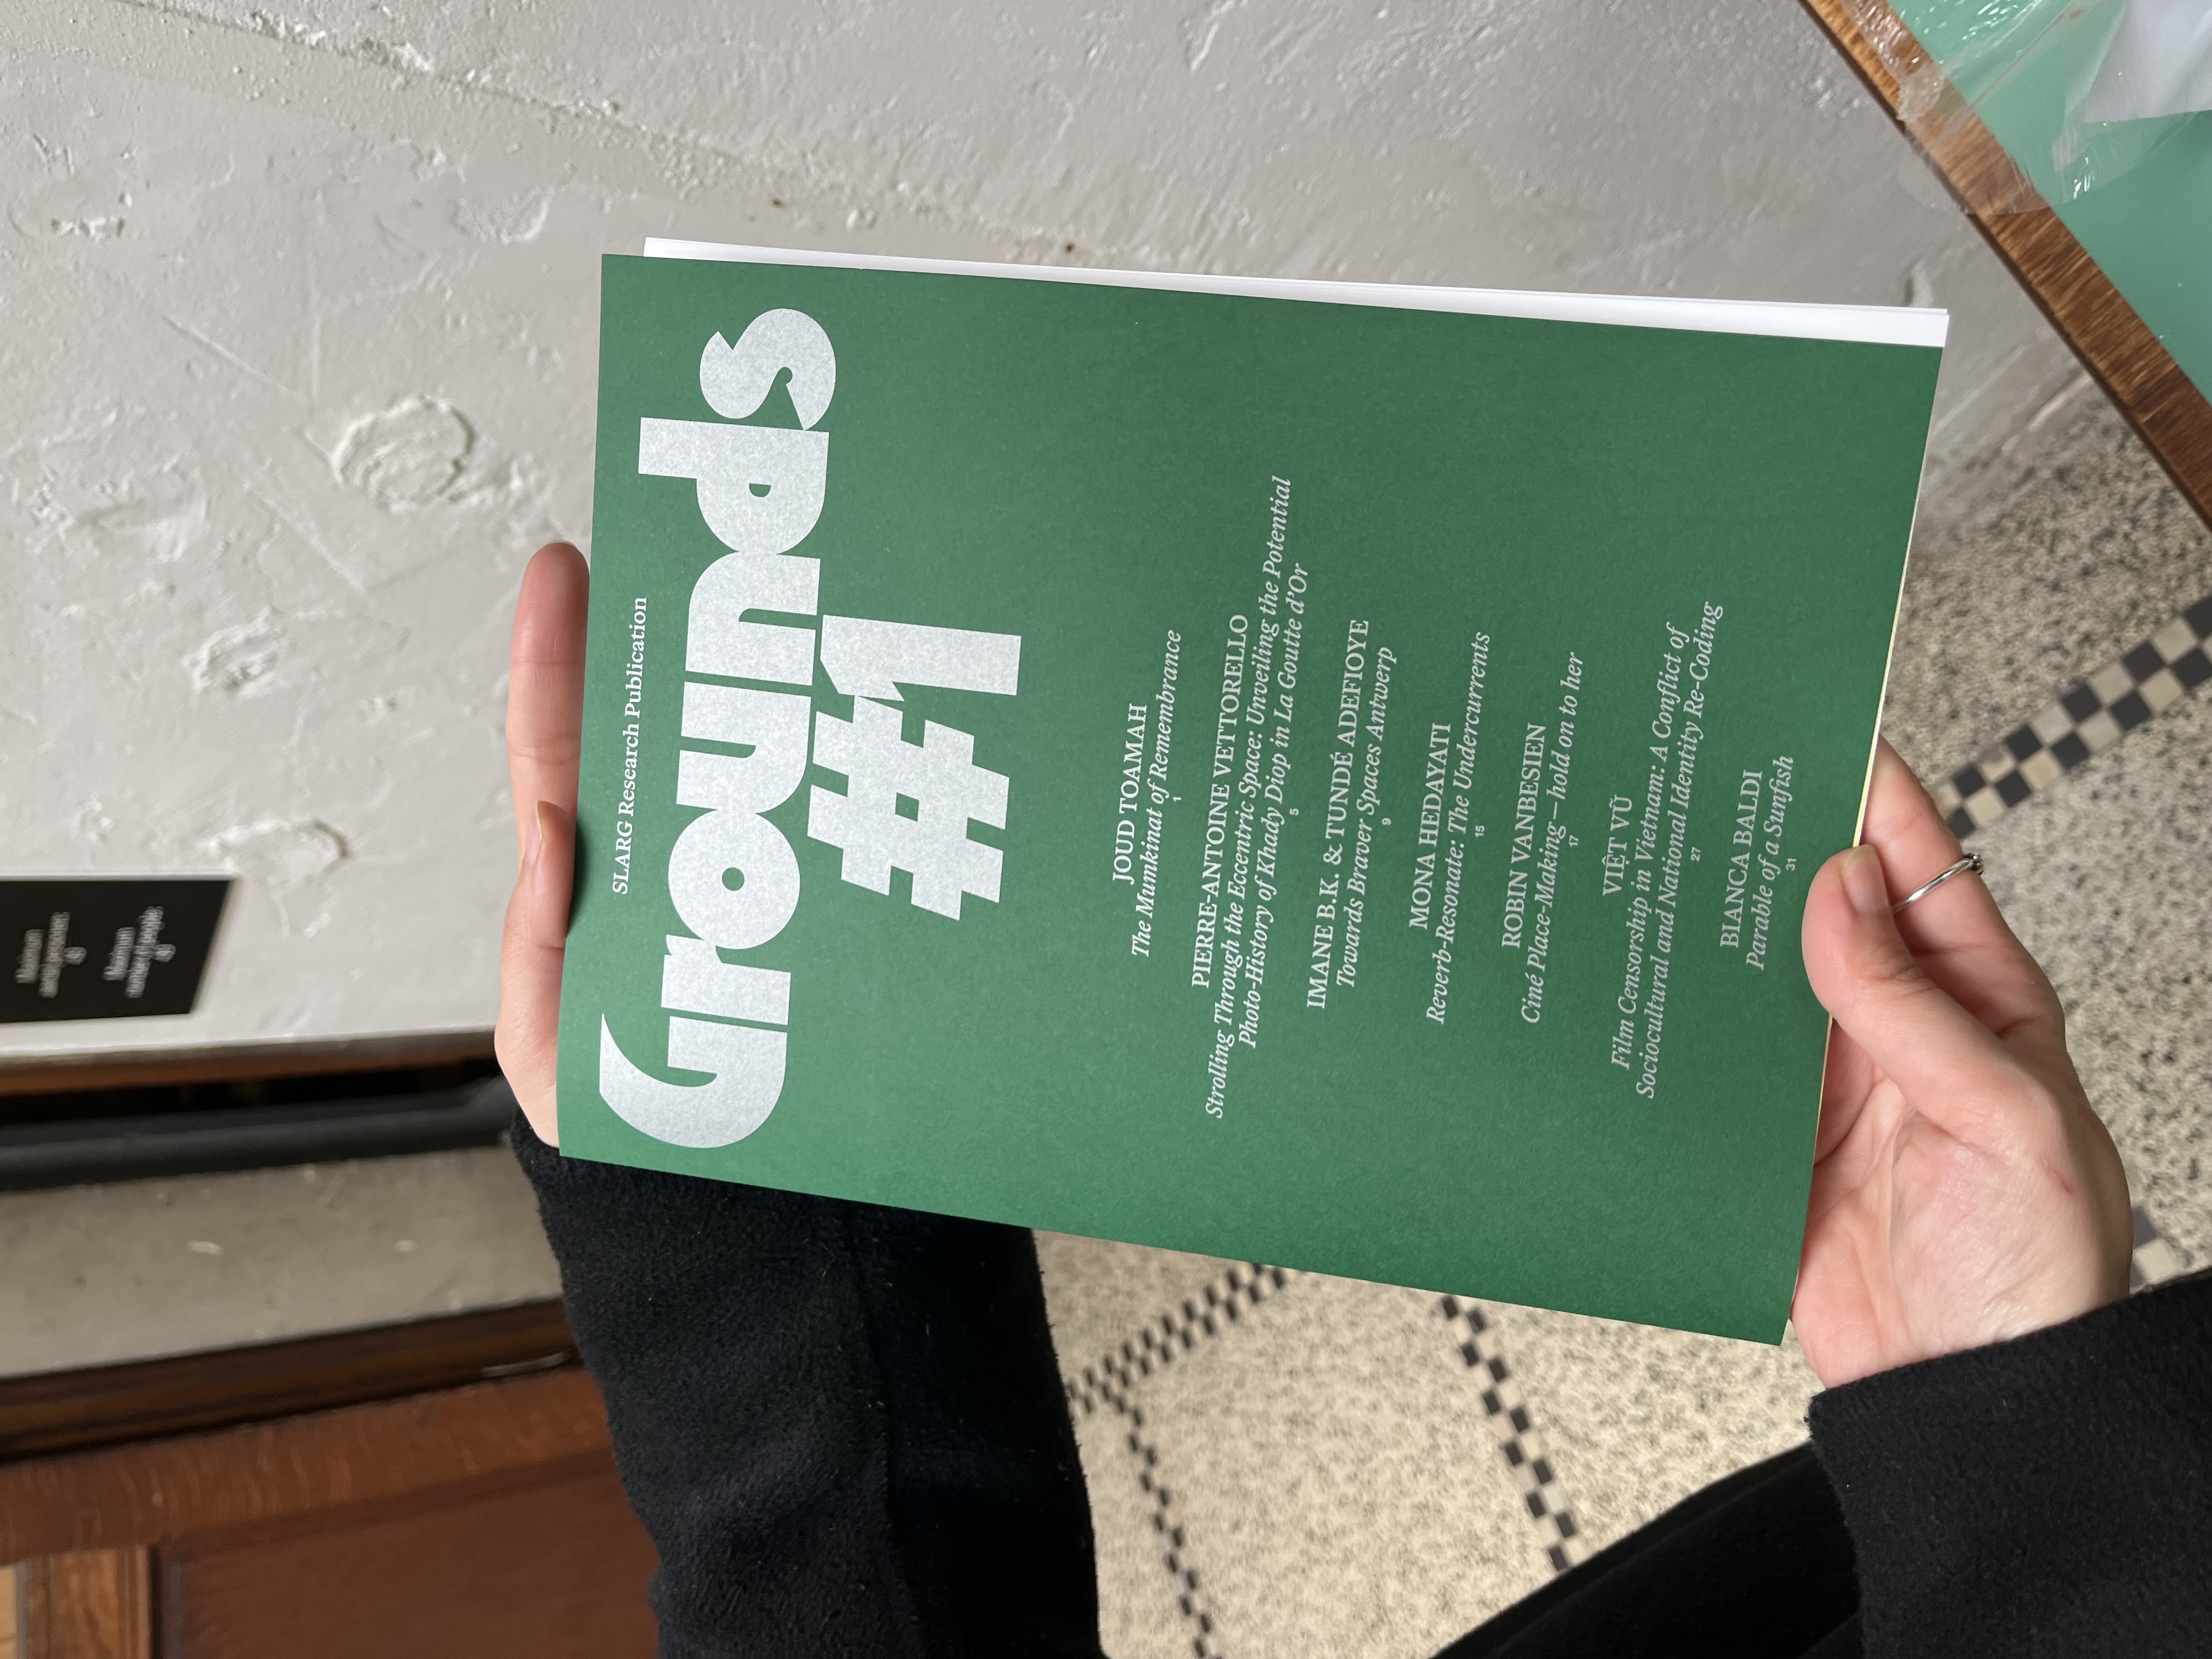 Maximum
aantal personen:
Maximum
number of people:
SLARG Research Publication
Grounds
#1
JOUD TOAMAH
The Mumkinat of Remembrance
1
PIERRE-ANTOINE VETTORELLO
Strolling Through the Eccentric Space: Unveiling the Potential
Photo-History of Khady Diop in La Goutte d’Or
5
IMANE B.K. & TUNDÉ ADEFIOYE
Towards Braver Spaces Antwerp
9
MONA HEDAYATI
Reverb-Resonate: The Undercurrents
15
ROBIN VANBESIEN
Ciné Place-Making—hold on to her
17
VIỆT VŨ
Film Censorship in Vietnam: A Conflict of
Sociocultural and National Identity Re-Coding
27
BIANCA BALDI
Parable of a Sunfish
31